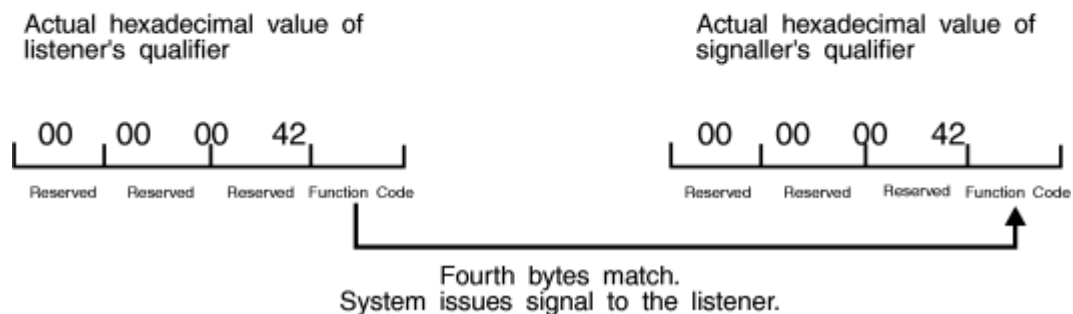 Actual hexadecimal value of
listener's qualifier
Actual hexadecimal value of
signaller's qualifier
00 00 00 42
00 00 00 42
Reserved Reserved Reserved Function Code
Reserved Reserved Reserved Function Code
Fourth bytes match.
System issues signal to the listener.